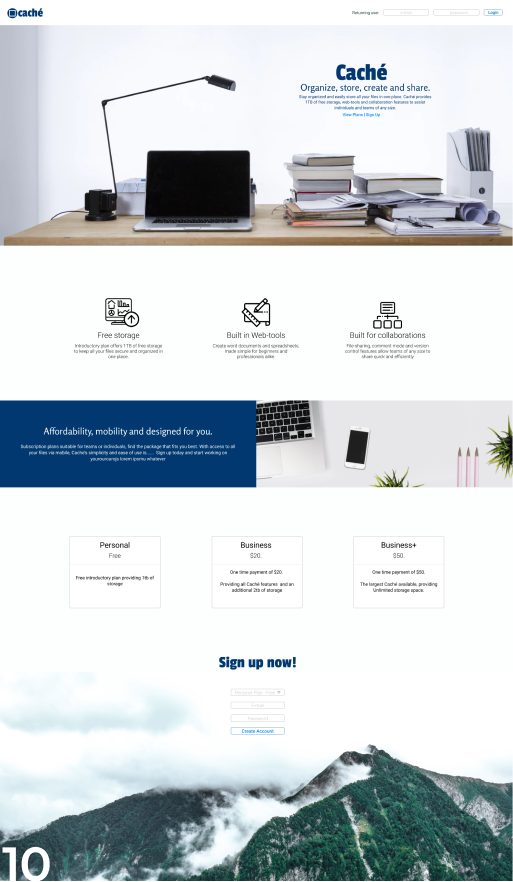 caché
Returning user
email
password
Login
Caché
Organize, store, create and share.
Stay organized and easily store all your files in one place. Caché provides
1TB of free storage, web-tools and collaboration features to assist
individuals and teams of any size.
View Plans | Sign Up
Free storage
Introductory plan offers 1TB of free storage
to keep all your files secure and organized in
one place.
Built in Web-tools
Create word documents and spreadsheets,
made simple for beginners and
professionals alike.
Built for collaborations
File sharing, comment mode and version
control features allow teams of any size to
share quick and efficiently.
Affordability, mobility and designed for you.
Subscription plans suitable for teams or individuals, find the package that fits you best. With access to all
your files via mobile, Caché's simplicity and ease of use is..... Sign up today and start working on
lorem ipsmu whatever
Personal
Free
Free introductory plan providing 1tb of
storage
Business
$20.
One time payment of $20.
Providing all Caché features and an
additional 2tb of storage
Business+
$50.
One time payment of $50.
The largest Caché available, providing
Unlimited storage space.
Sign up now!
Personal Plan - Free
E-mail
Password
Create Account
10